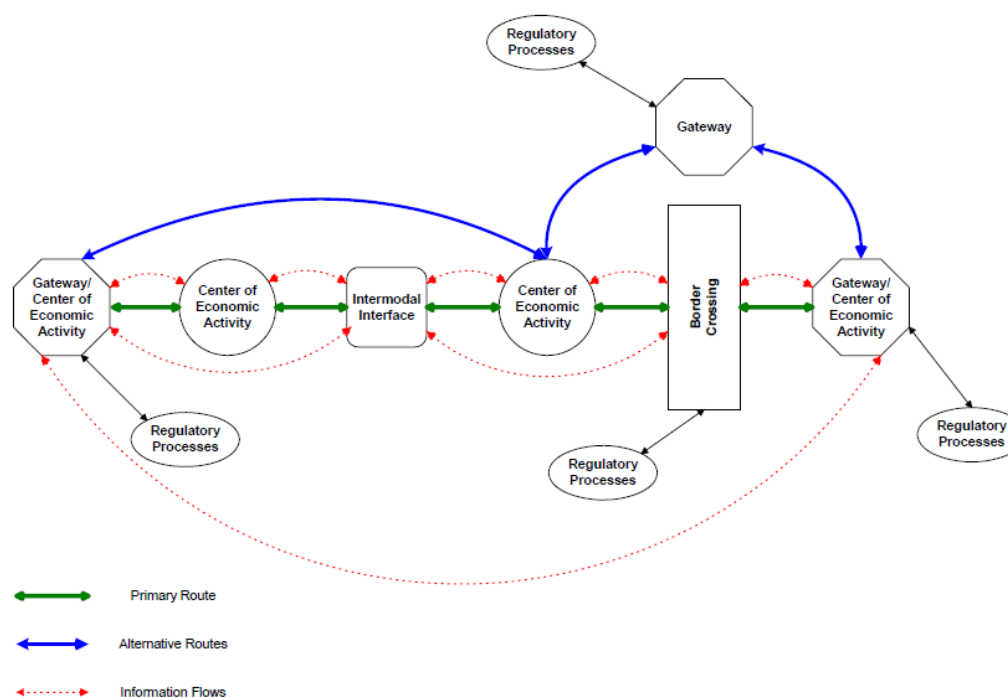 Regulatory
Processes
Gateway
Gateway/
Center of
Economic
Activity
Center of
Economic
Activity
Intermodal
Interface
Center of
Economic
Activity
Border
Crossing
Gateway/
Center of
Economic
Activity
Regulatory
Processes
Regulatory
Processes
Regulatory
Processes
Primary Route
Alternative Routes
Information Flows